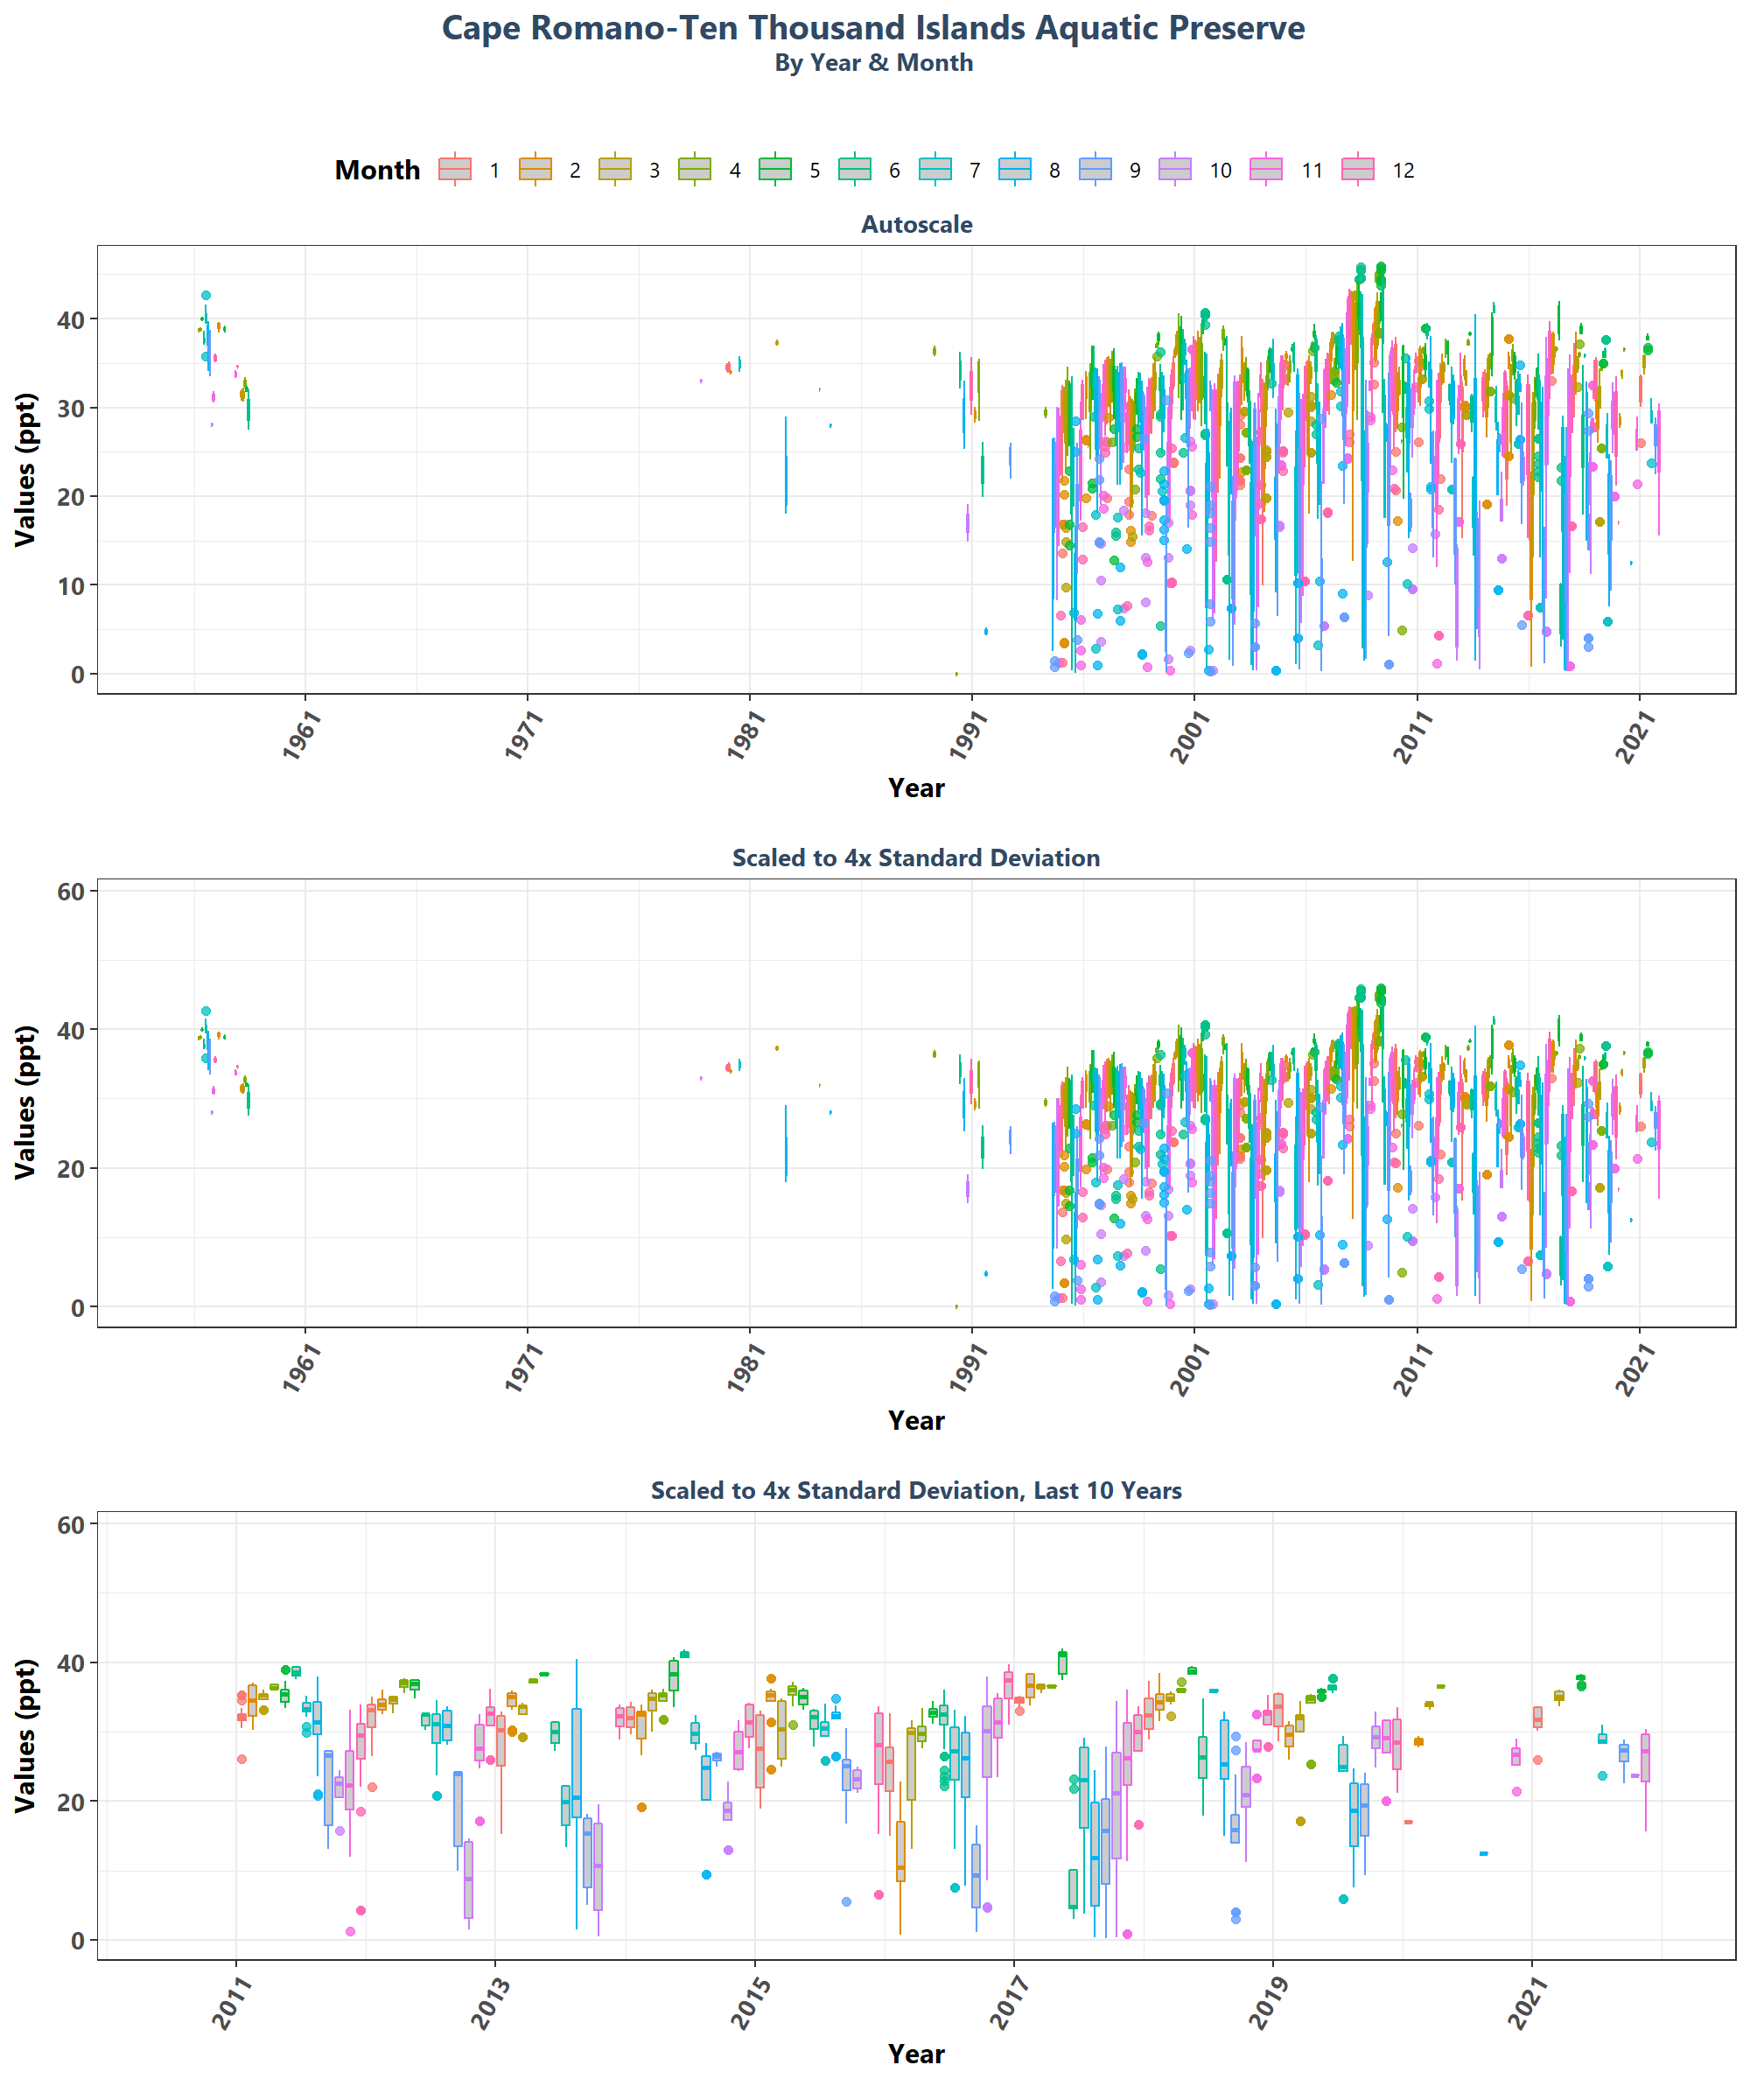 Cape Romano-Ten Thousand Islands Aquatic Preserve
By Year & Month
Month 1 2 3 4 5 6 7 8 9 10 11 12
Autoscale
Values (ppt)
40
30
20
10
0
1961 1971 1981 1991 2001 2011 2021
Year
Scaled to 4x Standard Deviation
Values (ppt)
60
40
20
0
1961 1971 1981 1991 2001 2011 2021
Year
Scaled to 4x Standard Deviation, Last 10 Years
Values (ppt)
60
40
20
0
2011 2013 2015 2017 2019 2021
Year